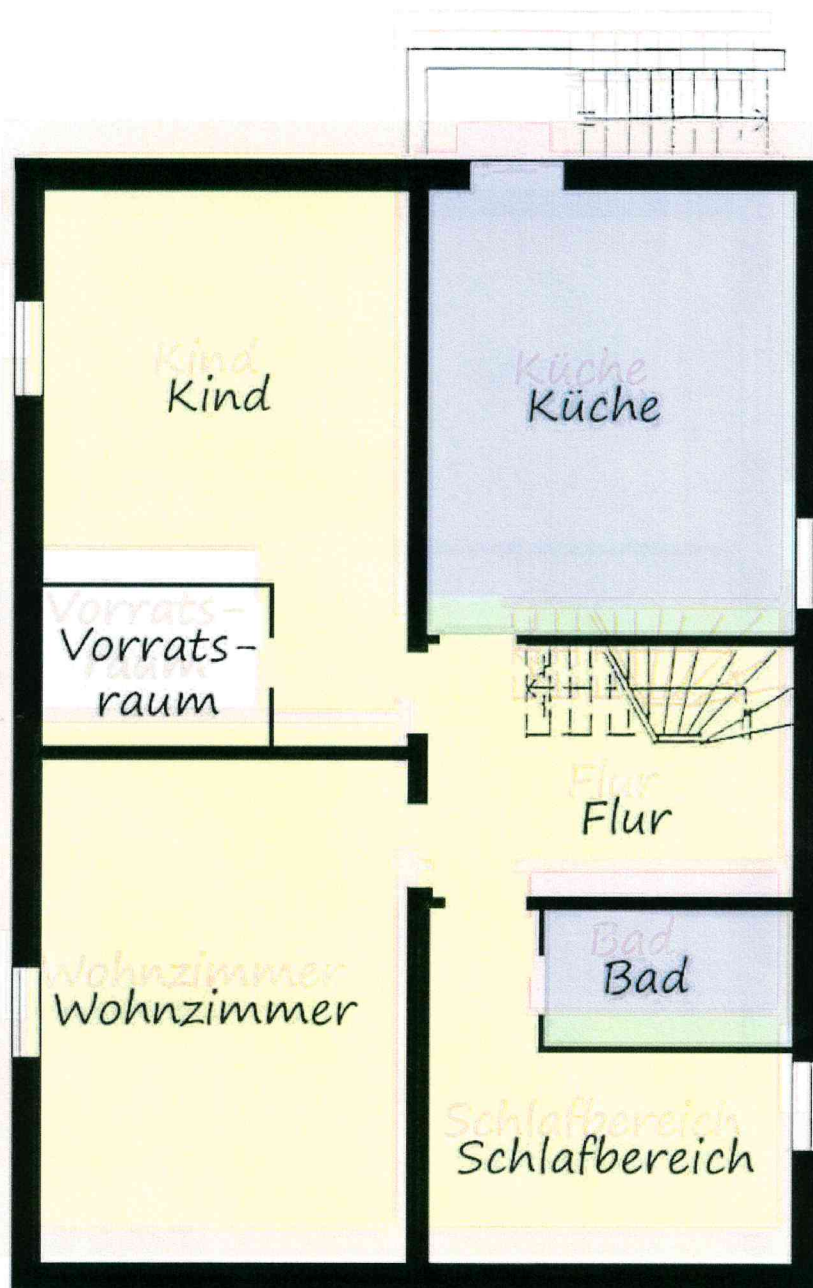 Kind
Küche
Vorrats-
raum
Flur
Bad
Wohnzimmer
Schlafbereich